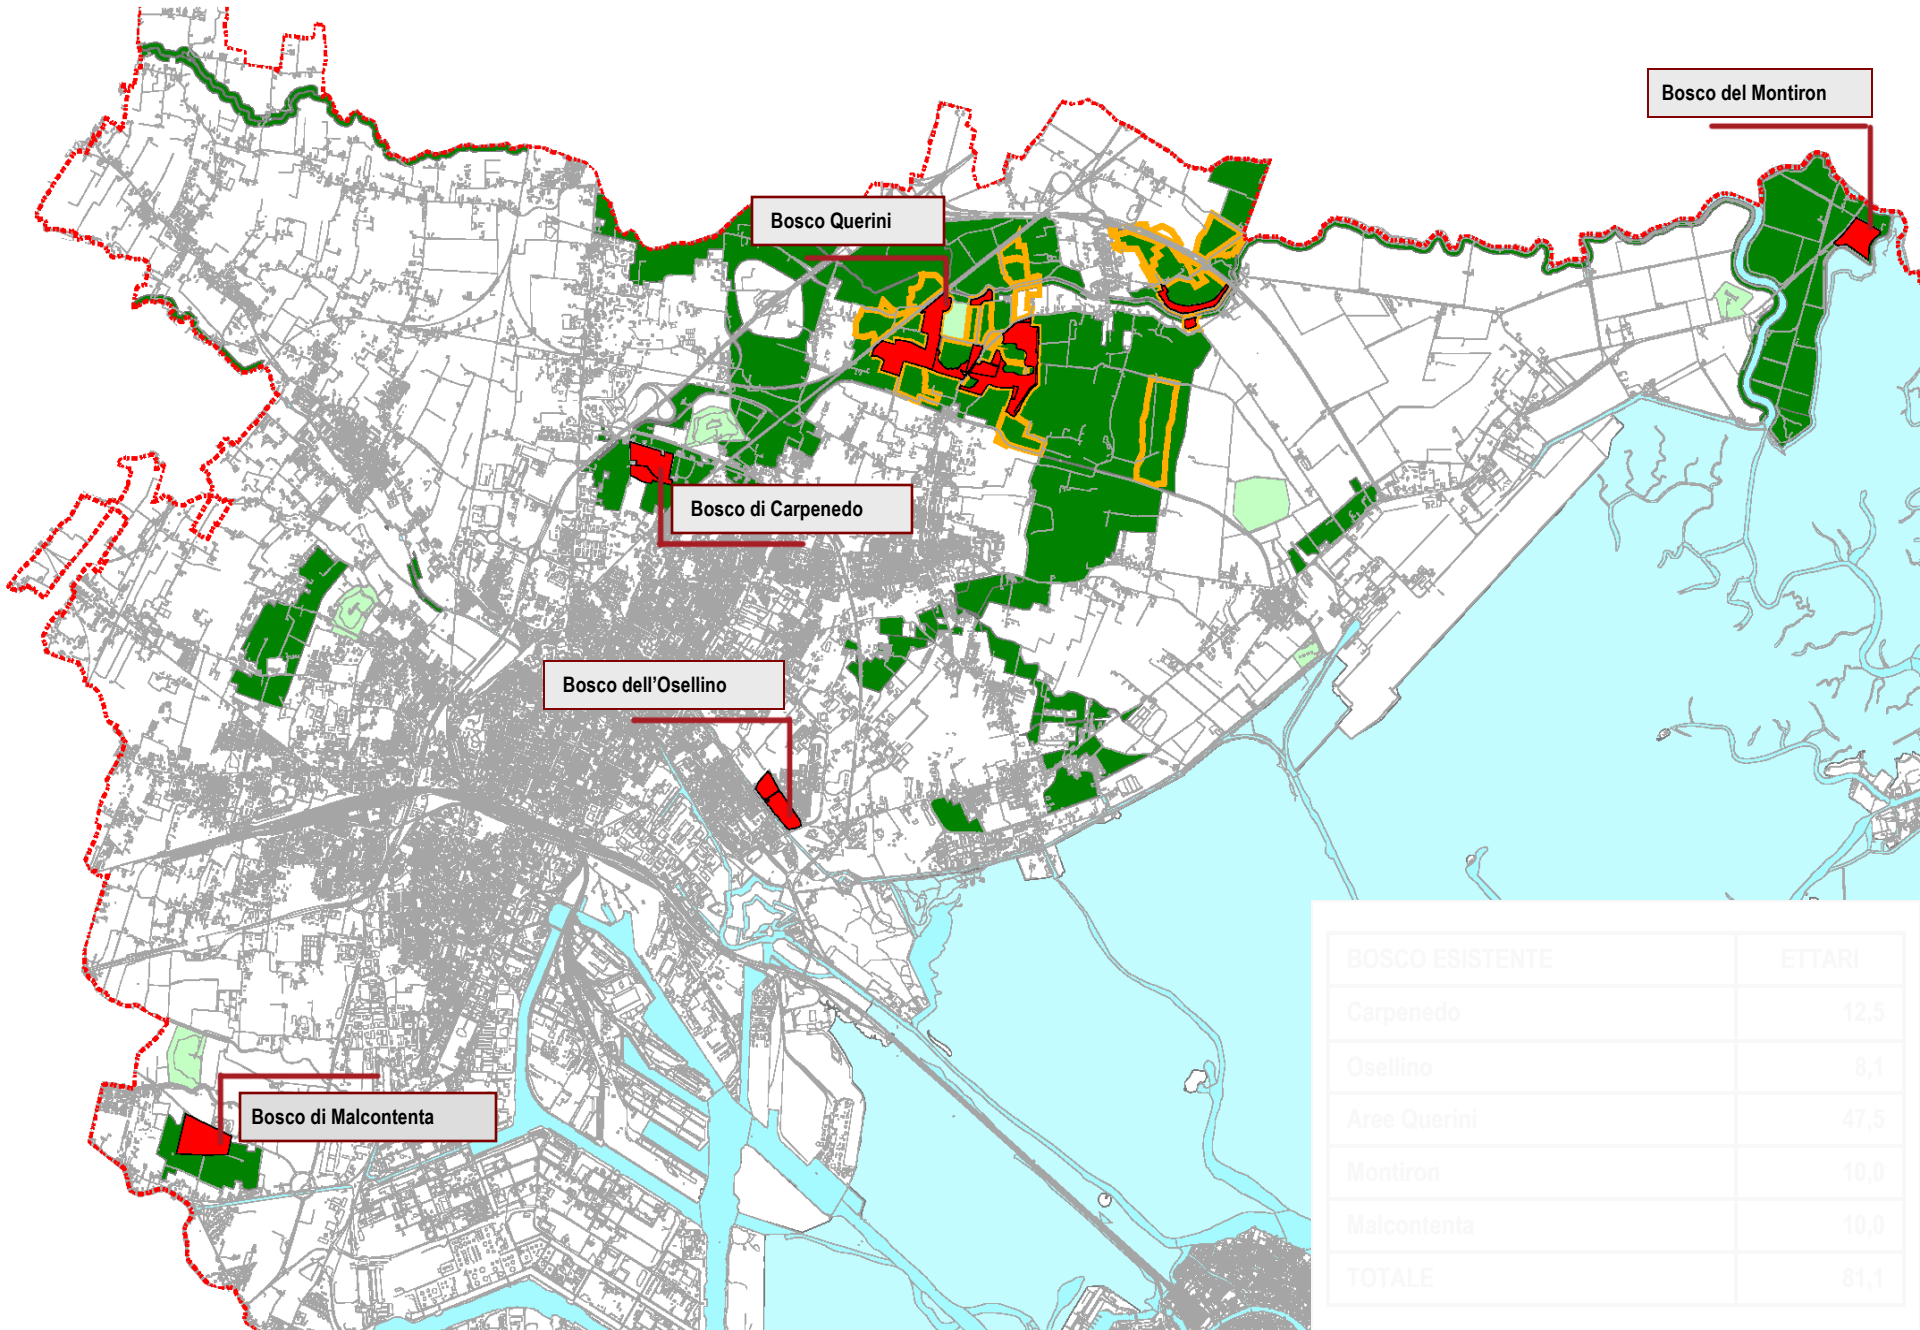 Bosco del Montiron
Bosco Querini
Bosco di Carpenedo
Bosco dell'Osellino
Bosco di Malcontenta
BOSCO ESISTENTE ETTARI
Carpenedo 12,5
Osellino 8,1
Aree Querini 47,5
Montiron 10,0
Malcontenta 10,0
TOTALE 81,1